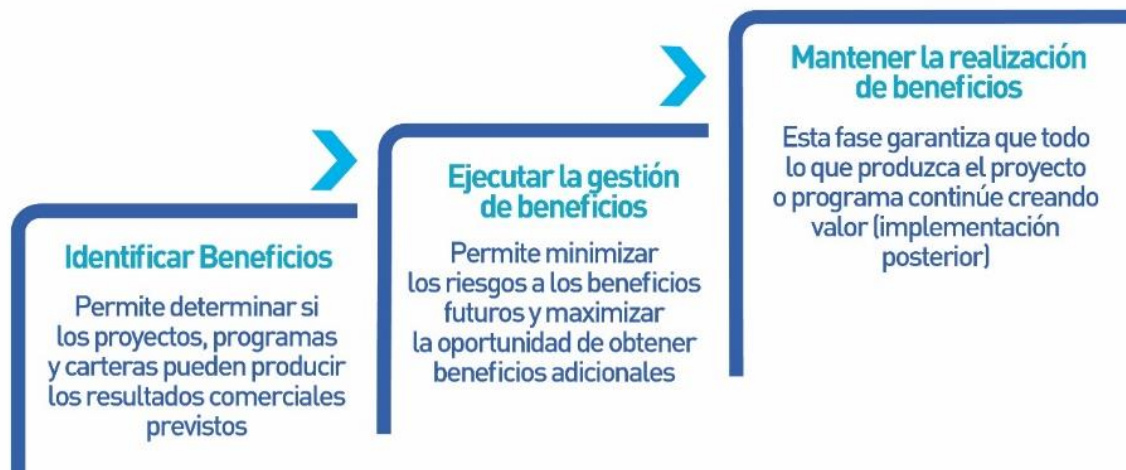 Identificar Beneficios
Permite determinar si
los proyectos, programas
y carteras pueden producir
los resultados comerciales
previstos
Ejecutar la gestión
de beneficios
Permite minimizar
los riesgos a los beneficios
futuros y maximizar
la oportunidad de obtener
beneficios adicionales
Mantener la realización
de beneficios
Esta fase garantiza que todo
lo que produzca el proyecto
o programa continúe creando
valor (implementación
posterior)